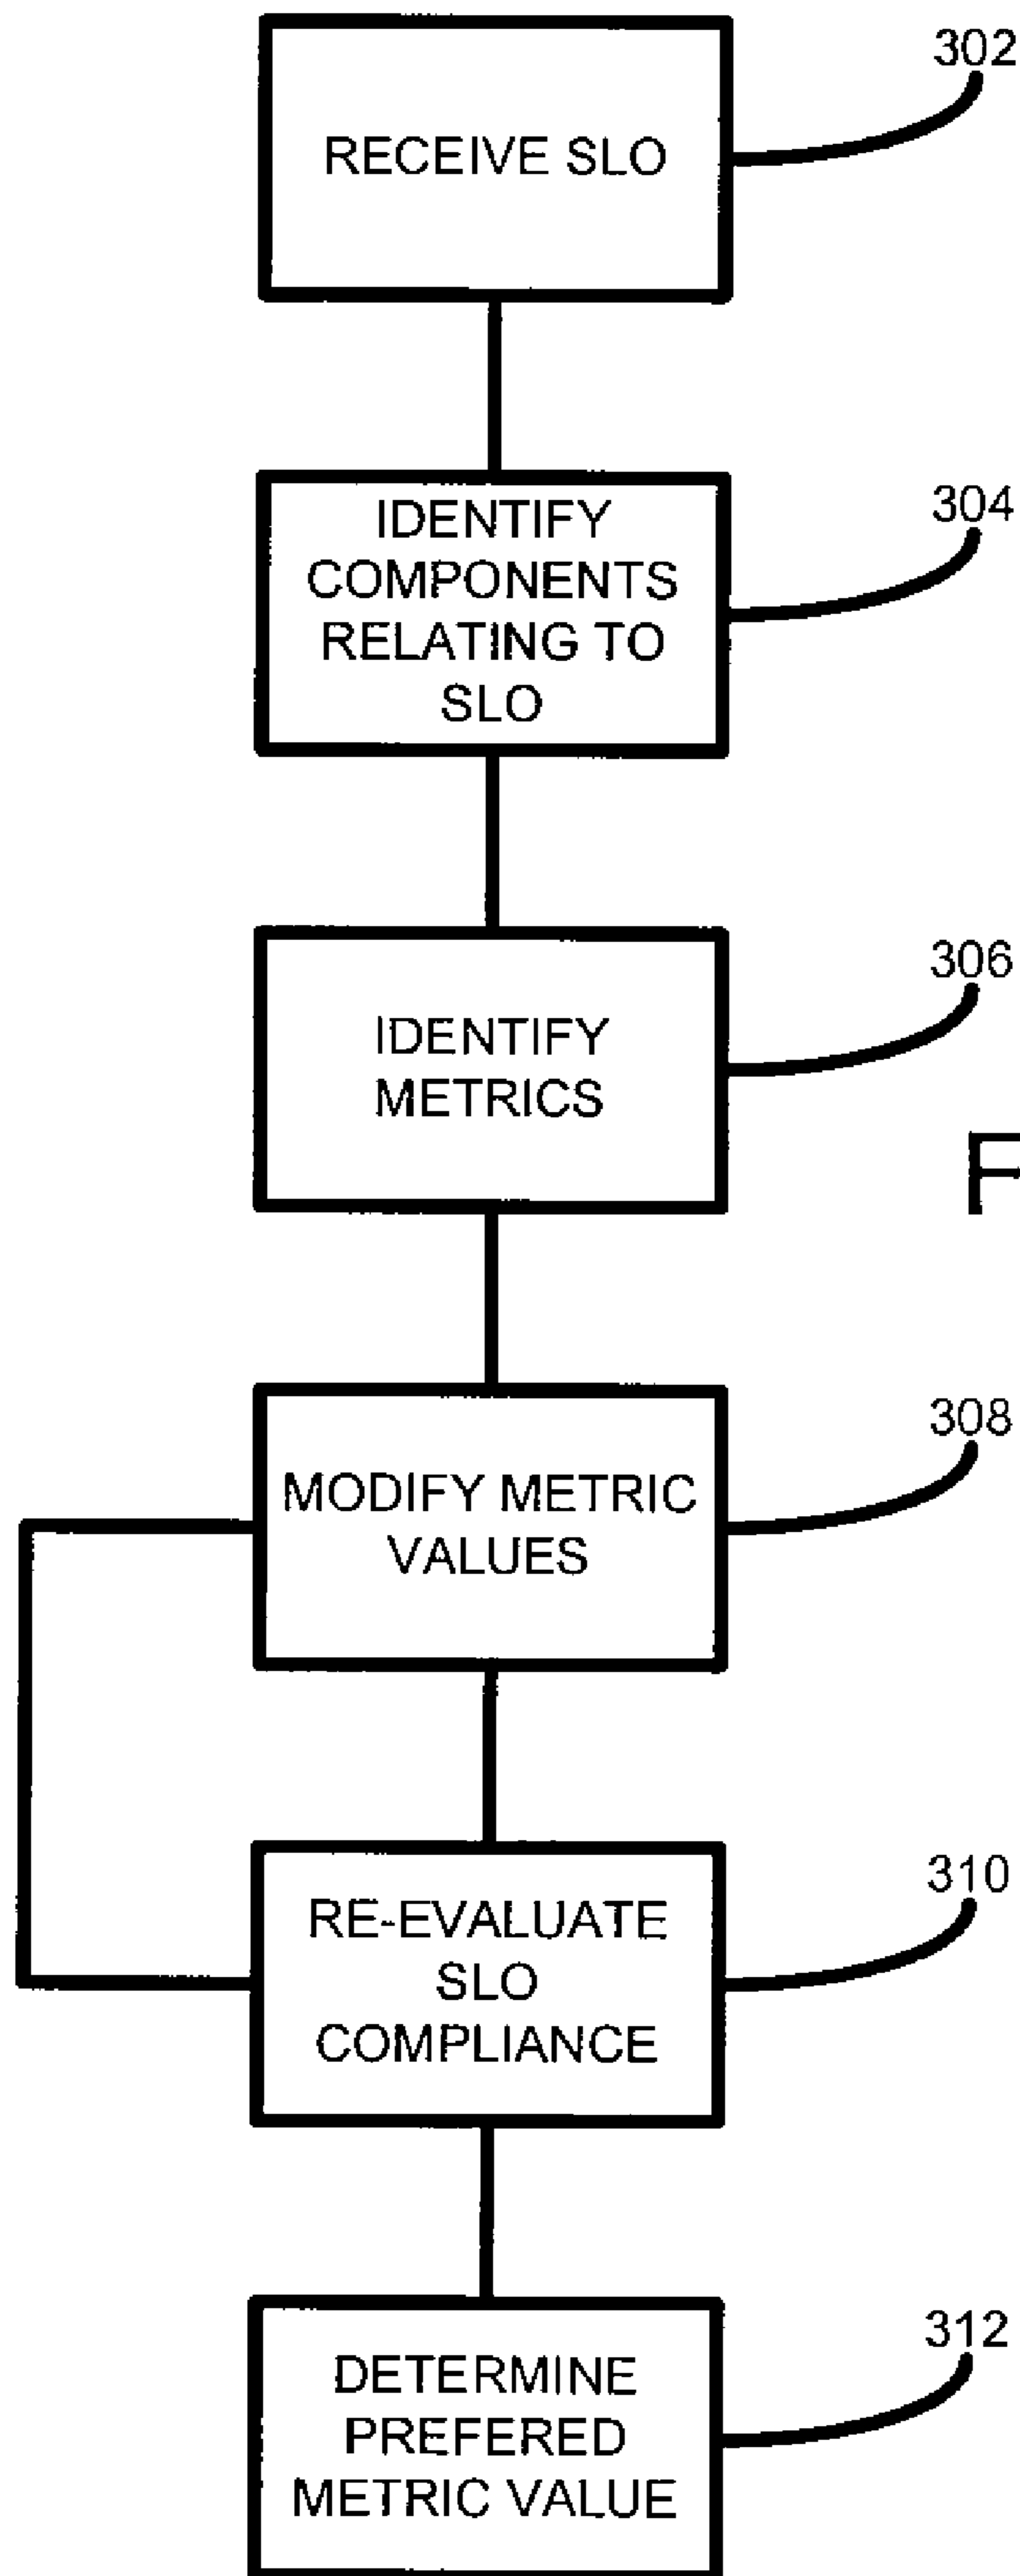 302
RECEIVE SLO
304
IDENTIFY
COMPONENTS
RELATING TO
SLO
306
IDENTIFY
METRICS
F
308
MODIFY METRIC
VALUES
310
RE-EVALUATE
SLO
COMPLIANCE
312
DETERMINE
PREFERED
METRIC VALUE